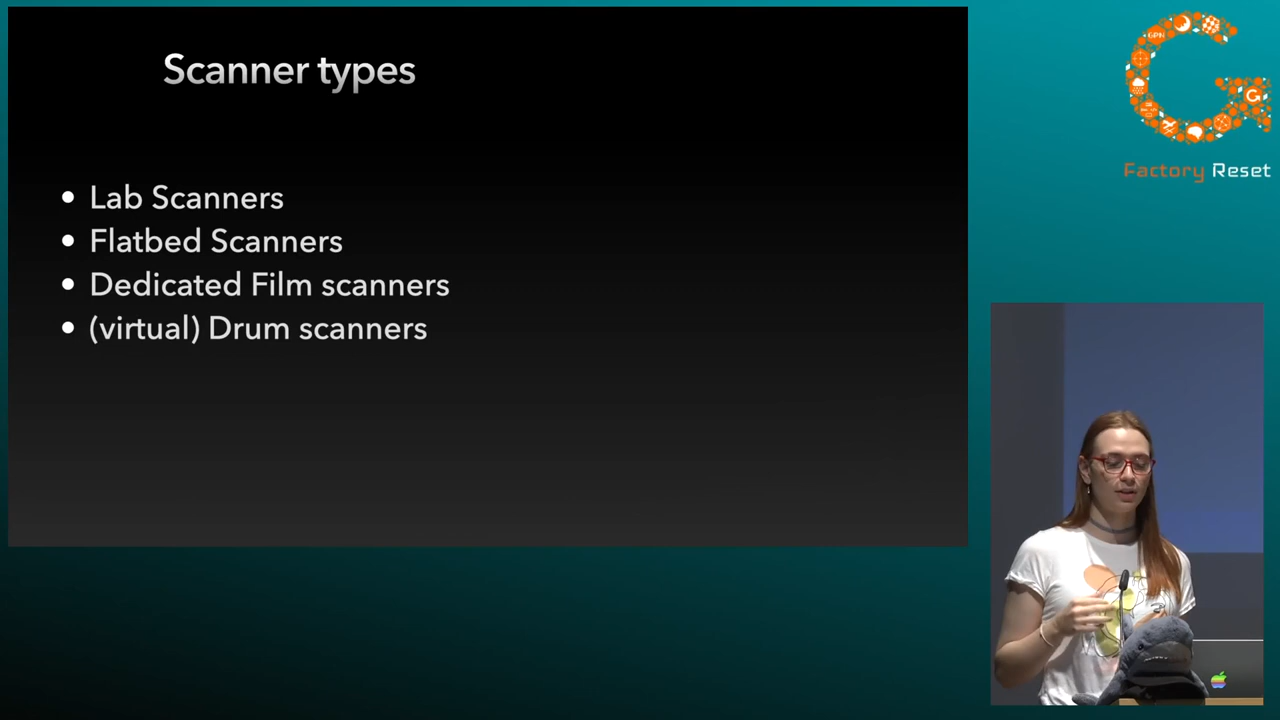 Scanner types
• Lab Scanners
• Flatbed Scanners
• Dedicated Film scanners
• (virtual) Drum scanners
GPN
Factory Reset